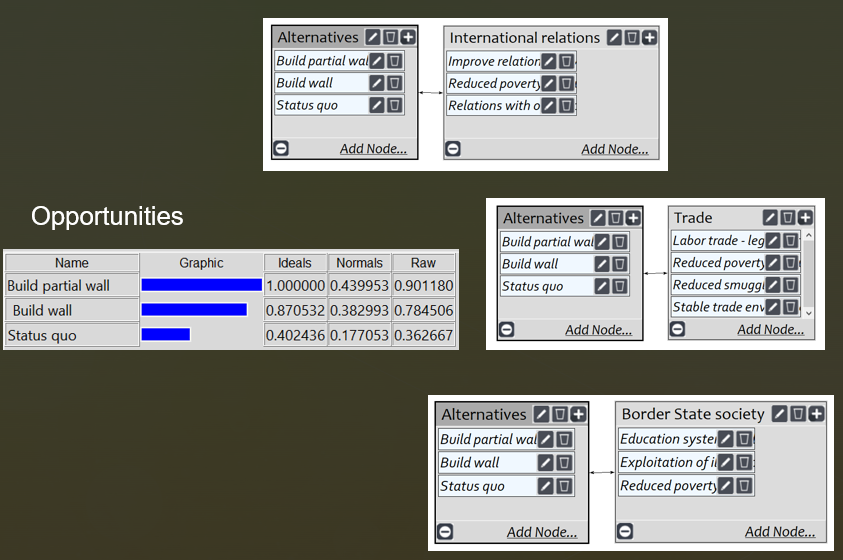 Alternatives
Build partial wal
Build wall
Status quo
Add Node...
International relations
Improve relation
Reduced poverty
Relations with o
Add Node...
Opportunities
Name Graphic Ideals Normals Raw
Build partial wall 1.000000 0.439953 0.901180
Build wall 0.870532 0.382993 0.784506
Status quo 0.402436 0.177053 0.362667
Alternatives
Build partial wal
Build wall
Status quo
Add Node...
Trade
Labor trade - leg
Reduced poverty
Reduced smuggl
Stable trade env
Add Node...
Alternatives
Build partial wal
Build wall
Status quo
Add Node...
Border State society
Education syste
Exploitation of i
Reduced poverty
Add Node...